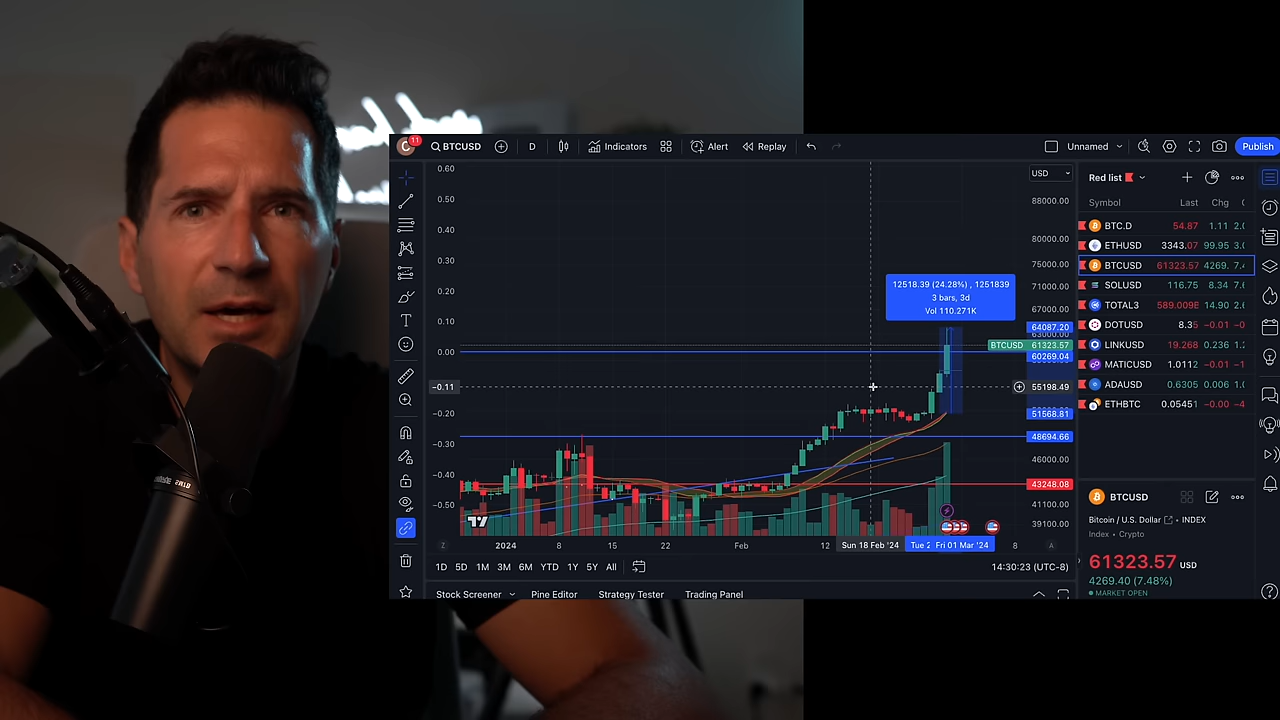 C 11 BTCUSD D Indicators Alert Replay Unnamed Publish
0.60 USD Red list
0.50 88000.00 Symbol Last Chg
0.40 80000.00 BTC.D 54.87 1.11
0.30 75000.00 ETHUSD 3343.07 99.95
0.20 71000.00 BTCUSD 61323.57 4269.
12518.39 (24.28%) , 1251839
3 bars, 3d
Vol 110.271K
67000.00
SOLUSD 116.75 8.34
0.10 64087.20 TOTAL3 589.009B 14.90
63000.00 DOTUSD 8.35 −0.01
0.00 BTCUSD 61323.57 LINKUSD 19.268 0.236
60269.04 MATICUSD 1.0112 −0.01
−0.11 55198.49 ADAUSD 0.6305 0.006
−0.20 51568.81 ETHBTC 0.05451 −0.00
−0.30 48694.66
46000.00
−0.40 43248.08 BTCUSD
−0.50 41100.00 Bitcoin / U.S. Dollar • INDEX
39100.00 Index • Crypto
Z 2024 8 15 22 Feb 12 Sun 18 Feb '24 Tue 2 Fri 01 Mar '24 8 A
61323.57 USD
1D 5D 1M 3M 6M YTD 1Y 5Y All 14:30:23 (UTC-8)
4269.40 (7.48%)
Stock Screener Pine Editor Strategy Tester Trading Panel
MARKET OPEN